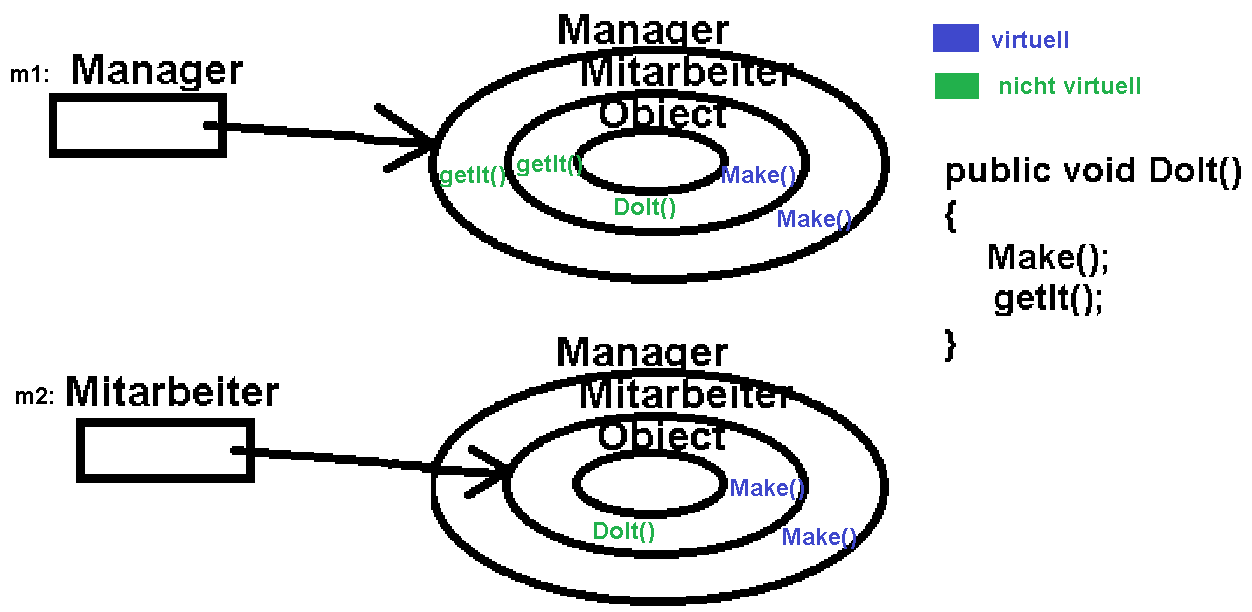 m1: Manager
Manager
Mitarbeiter
Object
getIt()
getIt()
Make()
DoIt()
Make()
virtuell
nicht virtuell
public void DoIt()
{
Make();
getIt();
}
m2: Mitarbeiter
Manager
Mitarbeiter
Object
Make()
DoIt()
Make()